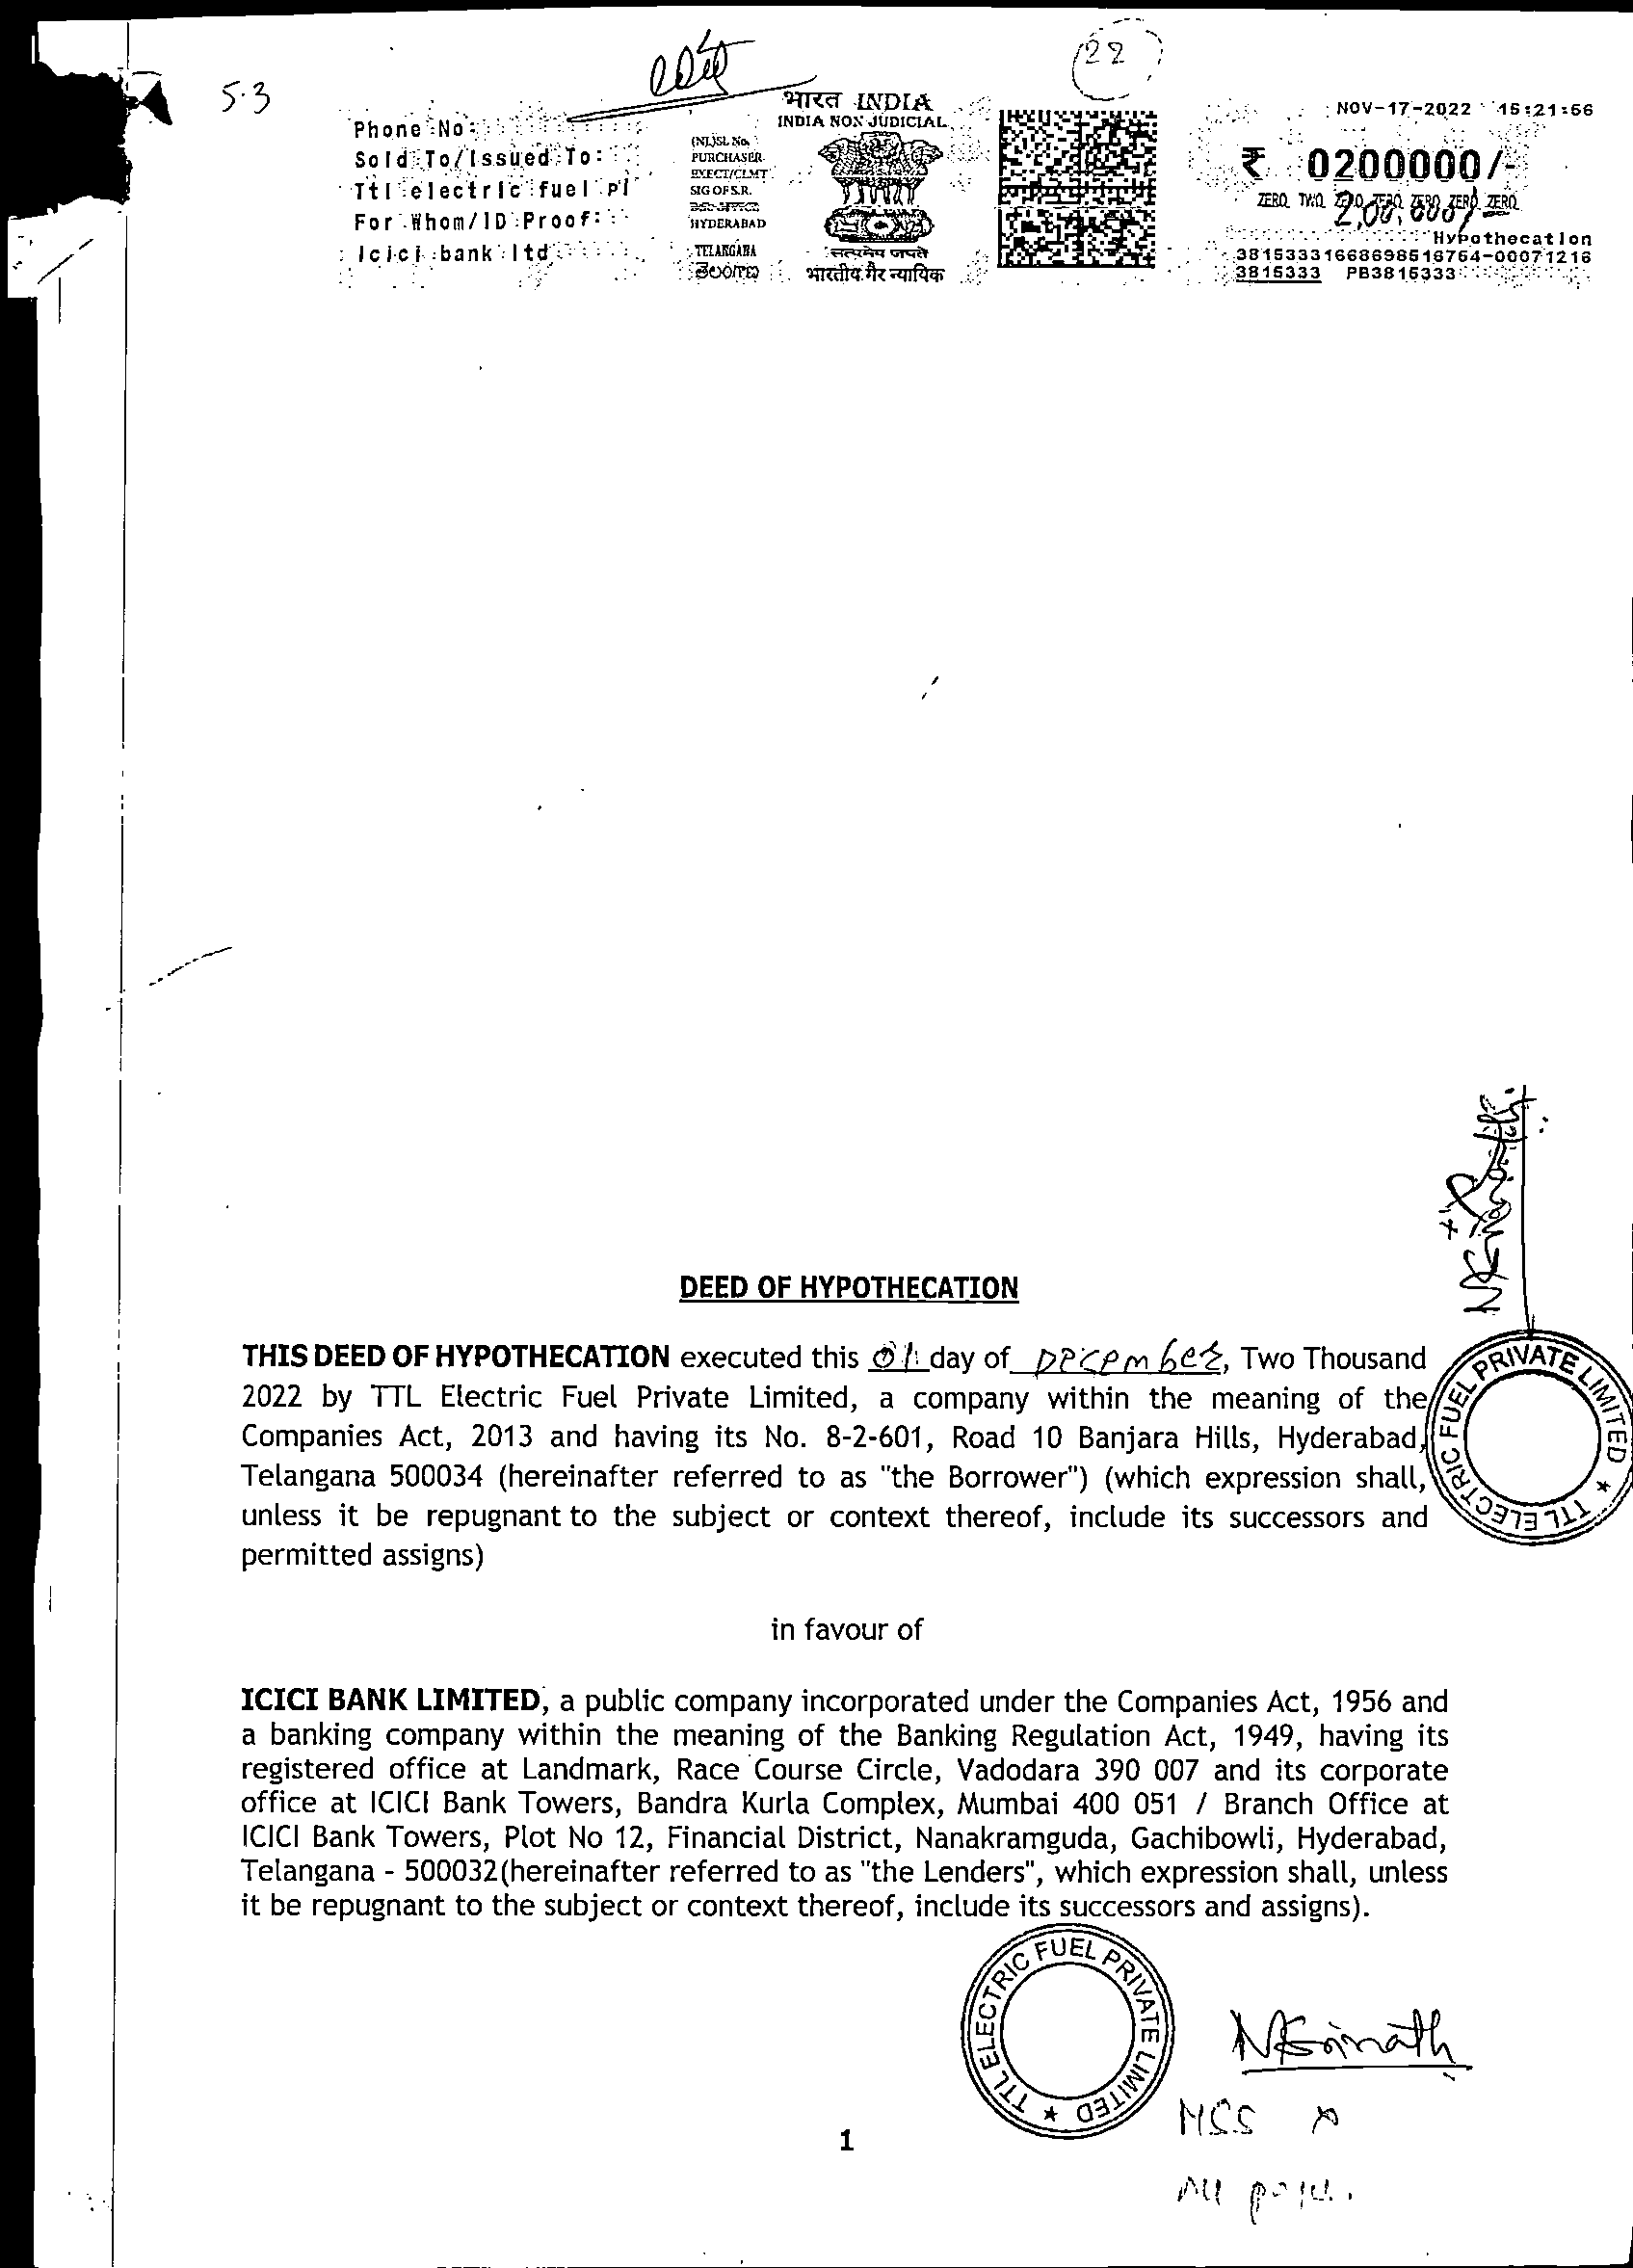 5.3
22
Phone No:
Sold To/Issued To:
Ttl electric fuel pl
For Whom/ID Proof:
Icici bank ltd
(NL)SL No.
PURCHASER
EXECT/CLMT
SIG OF S.R.
HYDERABAD
TELANGANA
తెలంగాణ
भारत INDIA
INDIA NON JUDICIAL
सत्यमेव जयते
भारतीय गैर न्यायिक
NOV-17-2022 15:21:56
₹ 0200000/-
ZERO TWO ZERO ZERO ZERO ZERO ZERO
2,00,000/-
Hypothecation
38153331668698516764-00071216
3815333 PB3815333
DEED OF HYPOTHECATION
THIS DEED OF HYPOTHECATION executed this 01 day of December, Two Thousand
2022 by TTL Electric Fuel Private Limited, a company within the meaning of the
Companies Act, 2013 and having its No. 8-2-601, Road 10 Banjara Hills, Hyderabad,
Telangana 500034 (hereinafter referred to as "the Borrower") (which expression shall,
unless it be repugnant to the subject or context thereof, include its successors and
permitted assigns)
TTL ELECTRIC FUEL PRIVATE LIMITED ★
in favour of
ICICI BANK LIMITED, a public company incorporated under the Companies Act, 1956 and
a banking company within the meaning of the Banking Regulation Act, 1949, having its
registered office at Landmark, Race Course Circle, Vadodara 390 007 and its corporate
office at ICICI Bank Towers, Bandra Kurla Complex, Mumbai 400 051 / Branch Office at
ICICI Bank Towers, Plot No 12, Financial District, Nanakramguda, Gachibowli, Hyderabad,
Telangana - 500032(hereinafter referred to as "the Lenders", which expression shall, unless
it be repugnant to the subject or context thereof, include its successors and assigns).
TTL ELECTRIC FUEL PRIVATE LIMITED ★
1